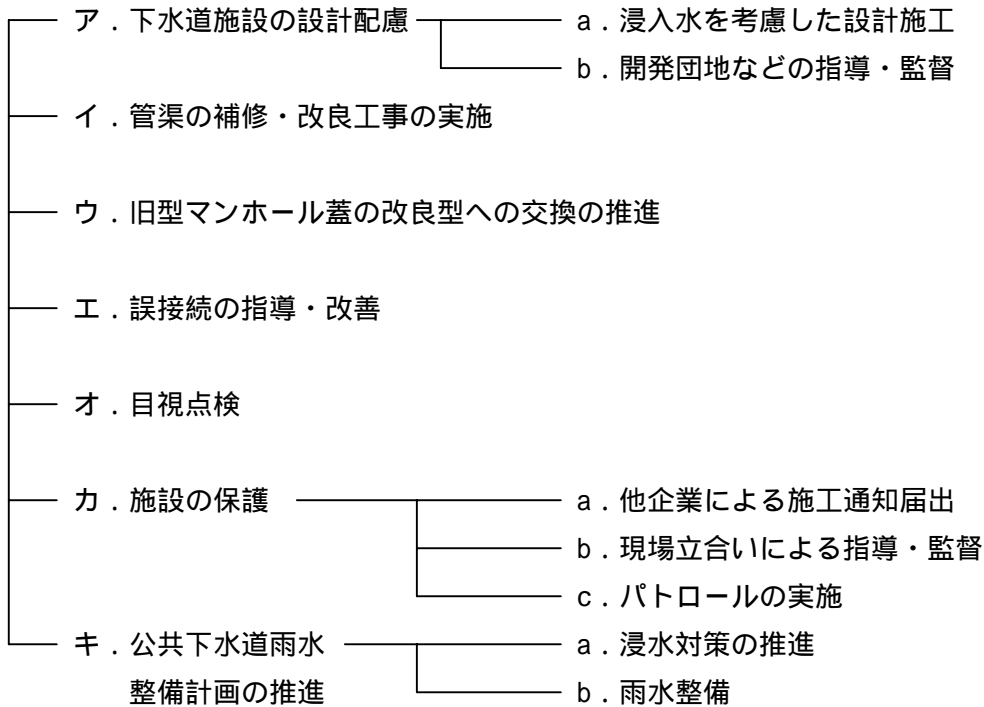 ア．下水道施設の設計配慮
a．浸入水を考慮した設計施工
b．開発団地などの指導・監督
イ．管渠の補修・改良工事の実施
ウ．旧型マンホール蓋の改良型への交換の推進
エ．誤接続の指導・改善
オ．目視点検
カ．施設の保護
a．他企業による施工通知届出
b．現場立合いによる指導・監督
c．パトロールの実施
キ．公共下水道雨水
整備計画の推進
a．浸水対策の推進
b．雨水整備